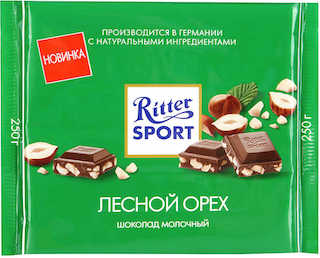 ПРОИЗВОДИТСЯ В ГЕРМАНИИ
С НАТУРАЛЬНЫМИ ИНГРЕДИЕНТАМИ
НОВИНКА
Ritter
SPORT
250г
250г
ЛЕСНОЙ ОРЕХ
ШОКОЛАД МОЛОЧНЫЙ